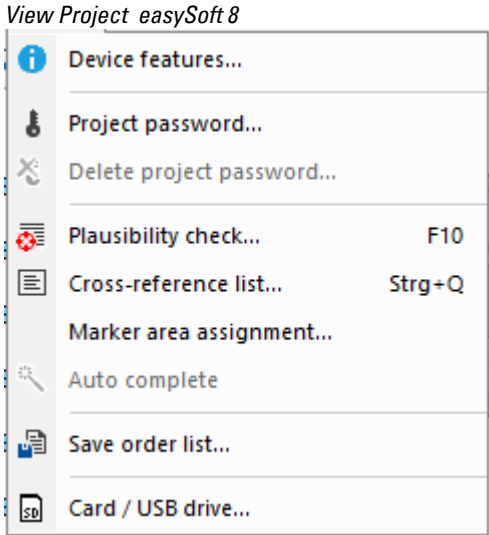 View Project easySoft 8
Device features...
Project password...
Delete project password...
Plausibility check... F10
Cross-reference list... Strg+Q
Marker area assignment...
Auto complete
Save order list...
SD Card / USB drive...